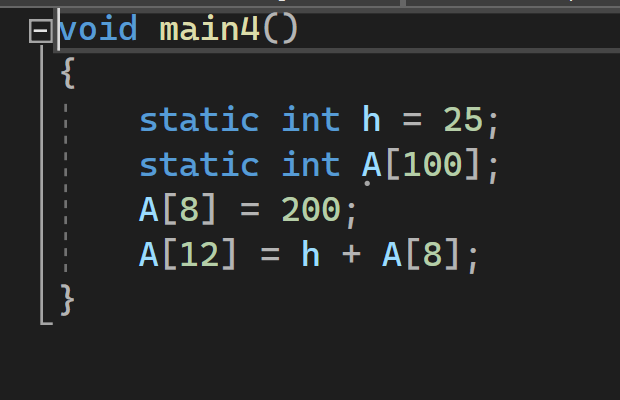 void main4()
{
static int h = 25;
static int A[100];
A[8] = 200;
A[12] = h + A[8];
}